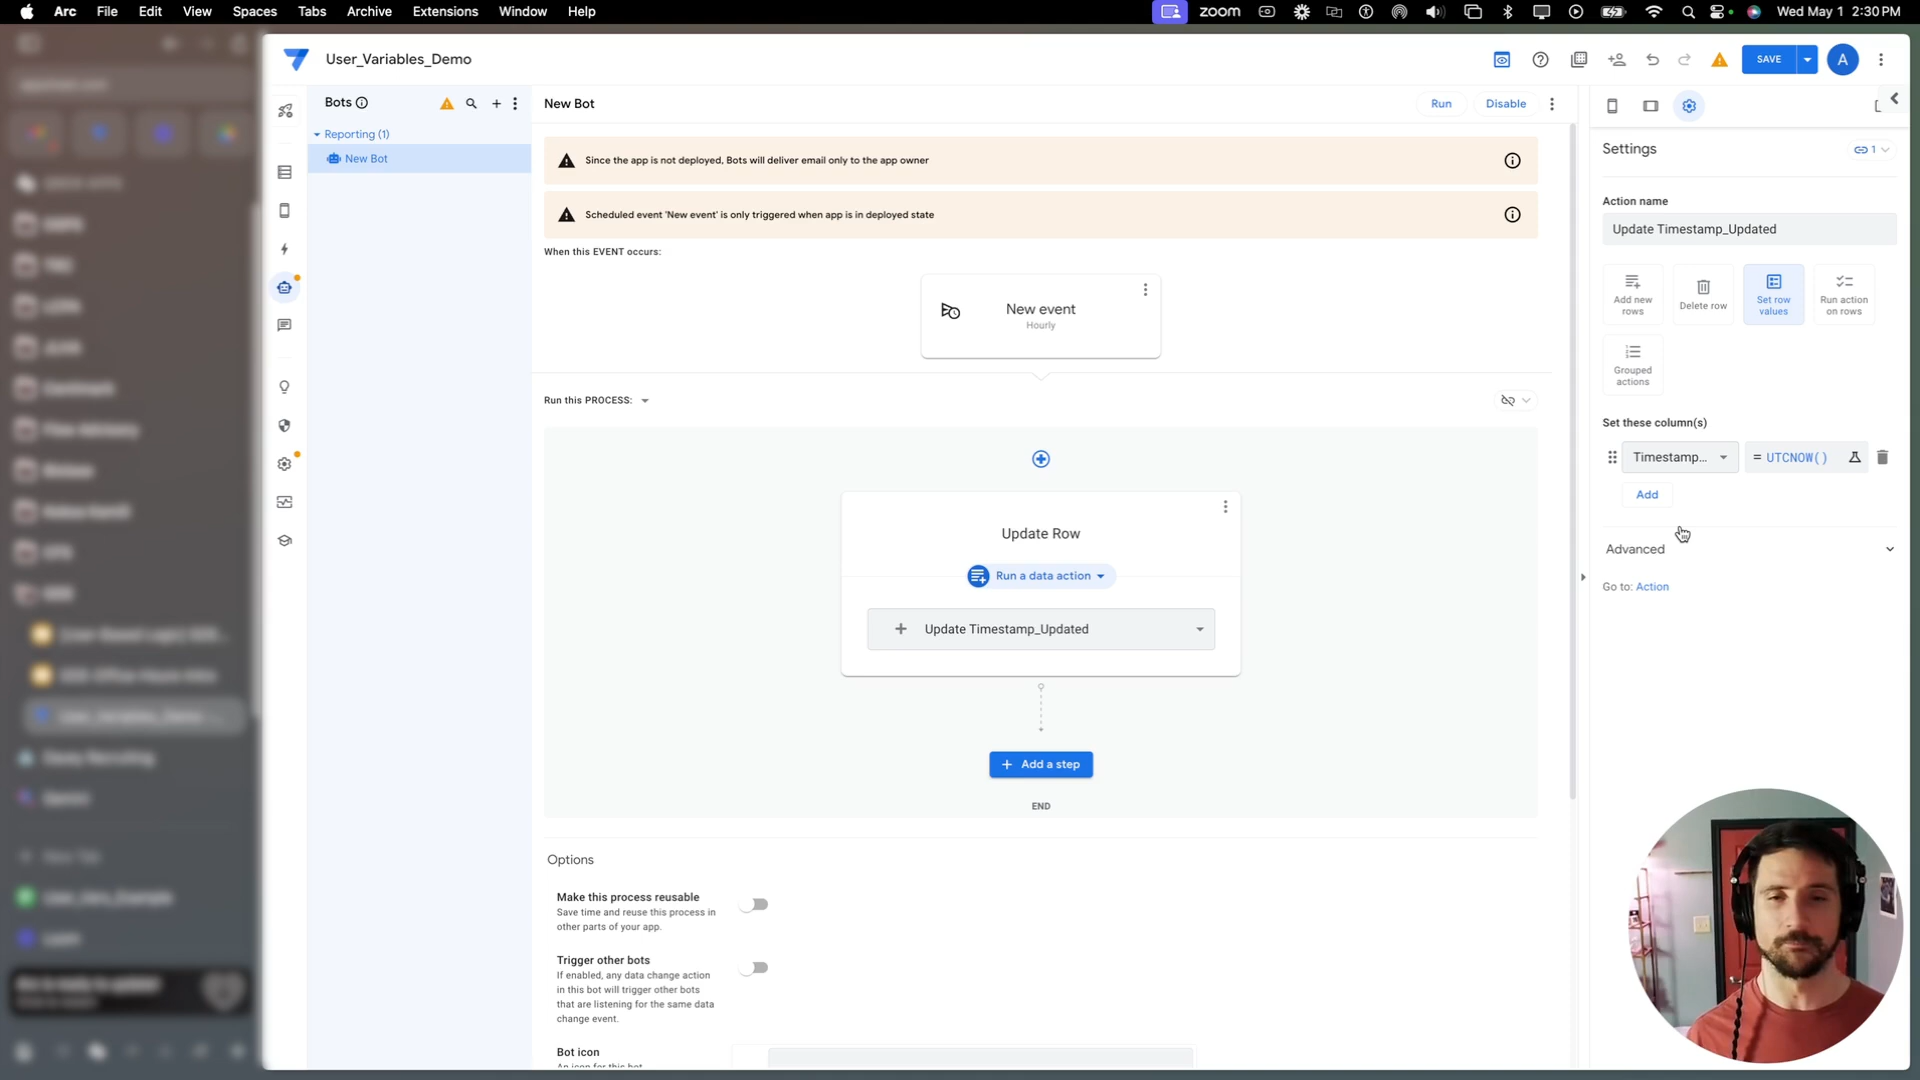 Arc File Edit View Spaces Tabs Archive Extensions Window Help
zoom
Wed May 1 2:30 PM
User_Variables_Demo
SAVE
A
Bots
Reporting (1)
New Bot
New Bot
Run
Disable
Since the app is not deployed, Bots will deliver email only to the app owner
Scheduled event 'New event' is only triggered when app is in deployed state
When this EVENT occurs:
New event
Hourly
Run this PROCESS:
Update Row
Run a data action
Update Timestamp_Updated
Add a step
END
Options
Make this process reusable
Save time and reuse this process in
other parts of your app.
Trigger other bots
If enabled, any data change action
in this bot will trigger other bots
that are listening for the same data
change event.
Bot icon
An icon for this bot
Settings
1
Action name
Update Timestamp_Updated
Add new
rows
Delete row
Set row
values
Run action
on rows
Grouped
actions
Set these column(s)
Timestamp...
= UTCNOW()
Add
Advanced
Go to: Action